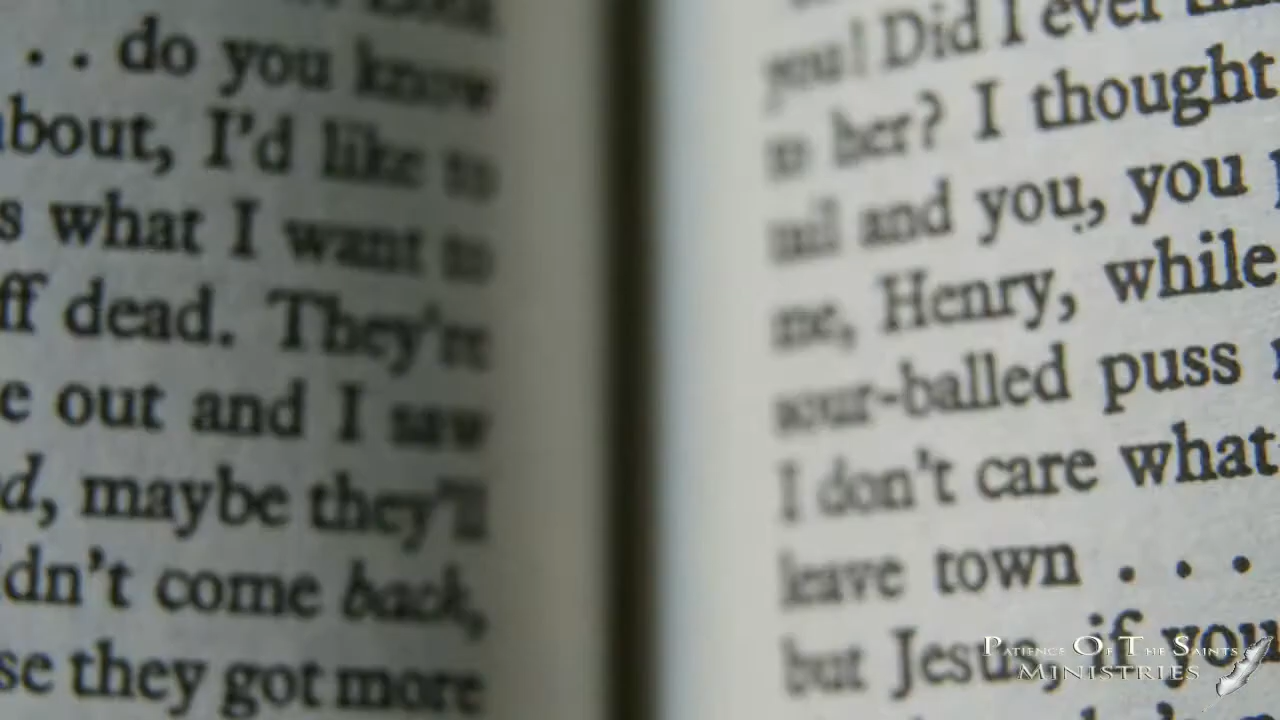 . . do you know
about, I'd like to
s what I want to
ff dead. They're
e out and I saw
d, maybe they'll
dn't come back,
se they got more
you! Did I ever
to her? I thought
tail and you, you
me, Henry, while
sour-balled puss
I don't care what
leave town . . .
but Jesus, if you
PATIENCE OF THE SAINTS
MINISTRIES